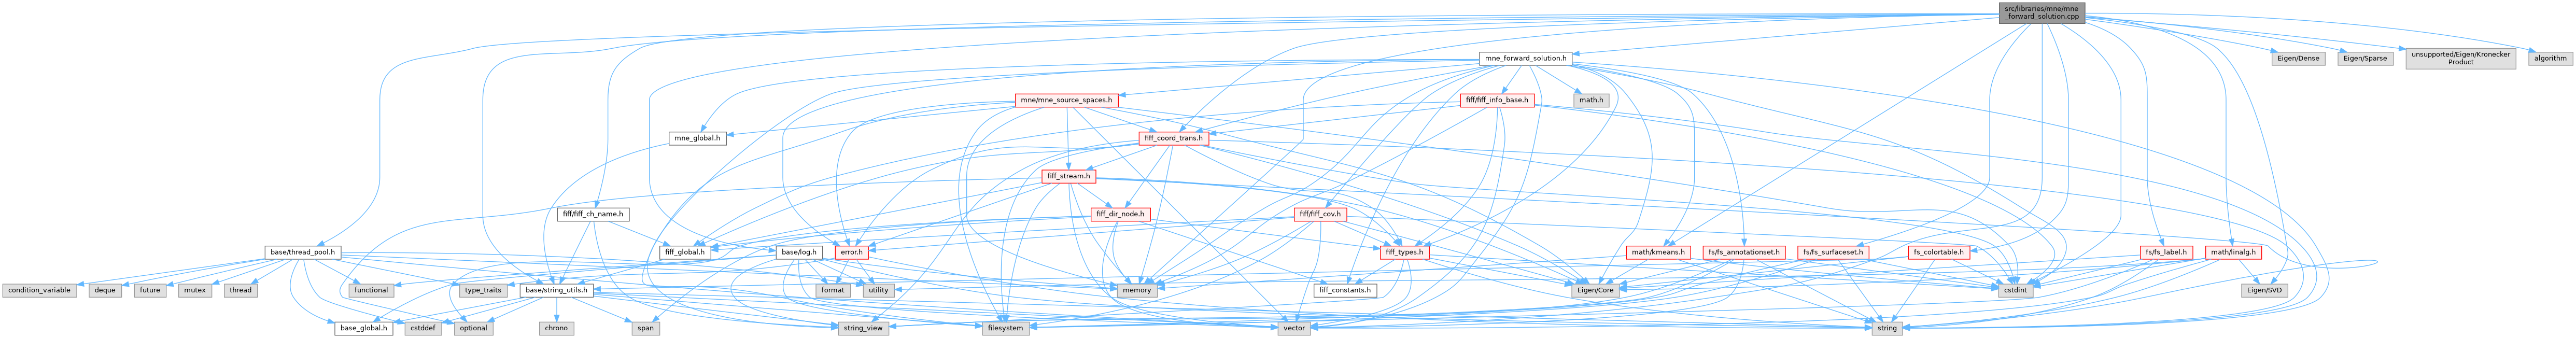 src/libraries/mne/mne
_forward_solution.cpp
mne_forward_solution.h
Eigen/Dense
Eigen/Sparse
unsupported/Eigen/Kronecker
Product
algorithm
mne/mne_source_spaces.h
fiff/fiff_info_base.h
math.h
mne_global.h
fiff_coord_trans.h
fiff_stream.h
fiff/fiff_ch_name.h
fiff_dir_node.h
fiff/fiff_cov.h
base/thread_pool.h
fiff_global.h
base/log.h
error.h
fiff_types.h
math/kmeans.h
fs/fs_annotationset.h
fs/fs_surfaceset.h
fs_colortable.h
fs/fs_label.h
math/linalg.h
condition_variable
deque
future
mutex
thread
functional
type_traits
base/string_utils.h
format
utility
memory
fiff_constants.h
Eigen/Core
cstdint
Eigen/SVD
base_global.h
cstddef
optional
chrono
span
string_view
filesystem
vector
string